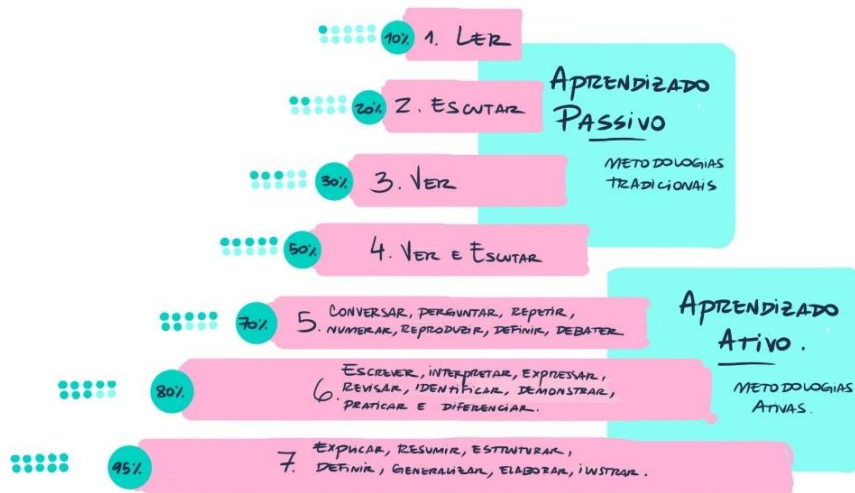 10% 1. LER
20% 2. ESCUTAR
30% 3. VER
50% 4. VER E ESCUTAR
APRENDIZADO
PASSIVO
METODOLOGIAS
TRADICIONAIS
70% 5. CONVERSAR, PERGUNTAR, REPETIR,
NUMERAR, REPRODUZIR, DEFINIR, DEBATER.
80% 6. ESCREVER, INTERPRETAR, EXPRESSAR,
REVISAR, IDENTIFICAR, DEMONSTRAR,
PRATICAR E DIFERENCIAR.
95% 7. EXPLICAR, RESUMIR, ESTRUTURAR,
DEFINIR, GENERALIZAR, ELABORAR, ILUSTRAR.
APRENDIZADO
ATIVO.
METODOLOGIAS
ATIVAS.